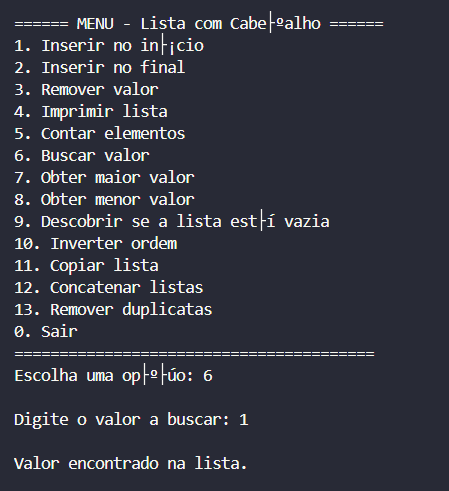 ====== MENU - Lista com Cabe├ºalho ======
1. Inserir no in├¡cio
2. Inserir no final
3. Remover valor
4. Imprimir lista
5. Contar elementos
6. Buscar valor
7. Obter maior valor
8. Obter menor valor
9. Descobrir se a lista est├í vazia
10. Inverter ordem
11. Copiar lista
12. Concatenar listas
13. Remover duplicatas
0. Sair
========================================
Escolha uma op├º├úo: 6
Digite o valor a buscar: 1
Valor encontrado na lista.